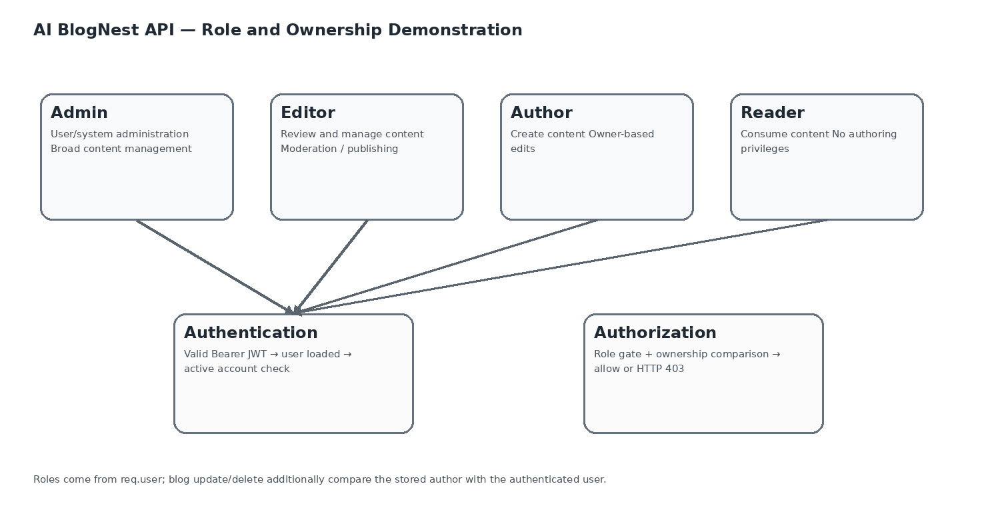 AI BlogNest API — Role and Ownership Demonstration
Admin
User/system administration
Broad content management
Editor
Review and manage content
Moderation / publishing
Author
Create content Owner-based
edits
Reader
Consume content No authoring
privileges
Authentication
Valid Bearer JWT → user loaded →
active account check
Authorization
Role gate + ownership comparison →
allow or HTTP 403
Roles come from req.user; blog update/delete additionally compare the stored author with the authenticated user.